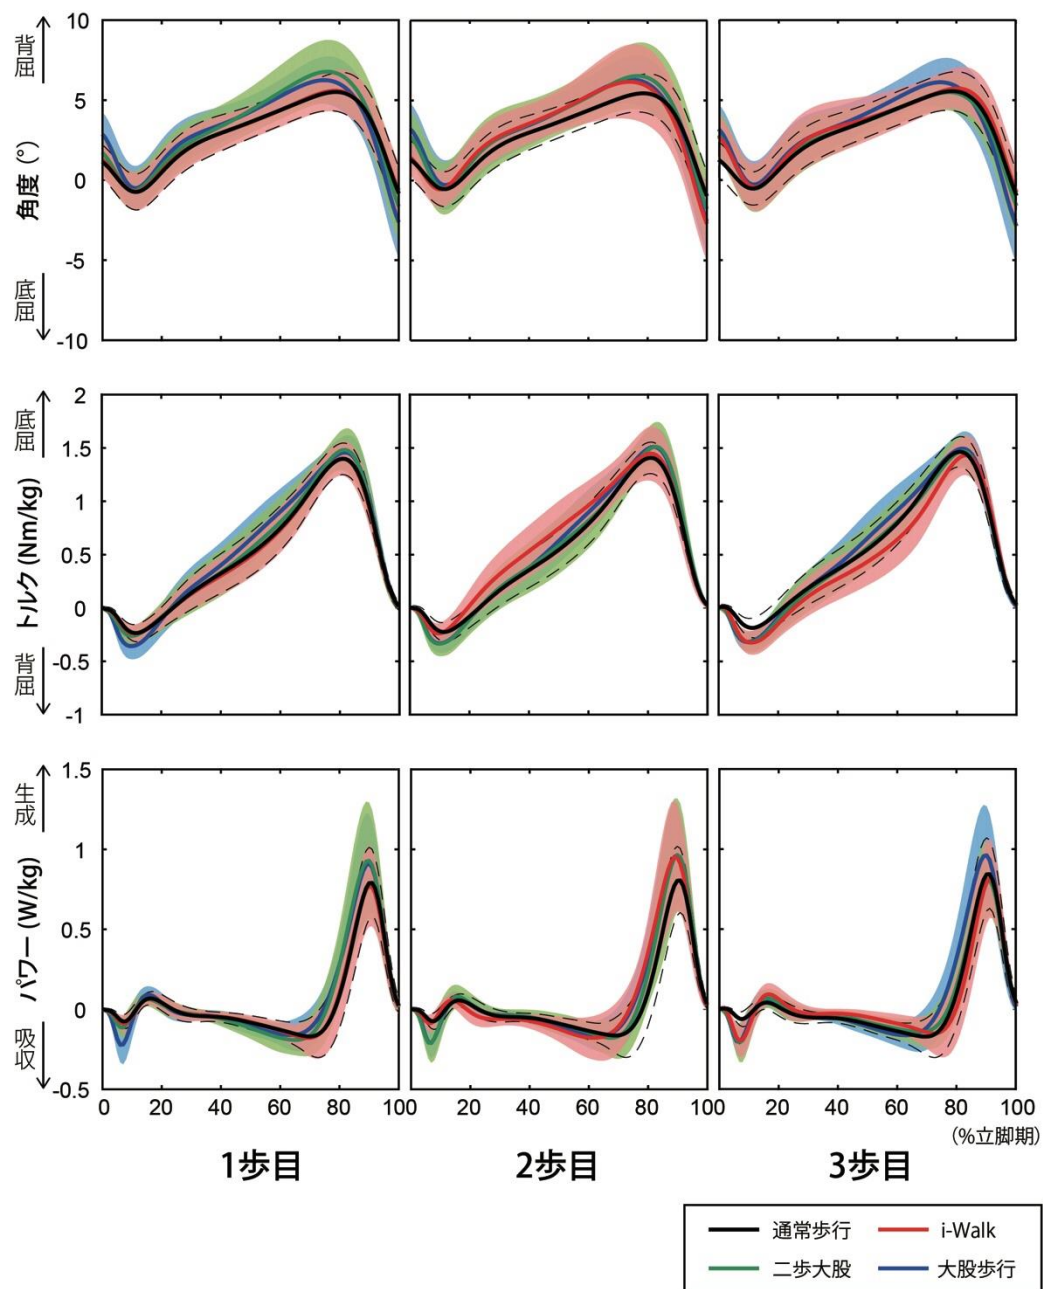 背屈
角度 (°)
底屈
10
5
0
-5
-10
底屈
トルク (Nm/kg)
背屈
2
1.5
1
0.5
0
-0.5
-1
生成
パワー (W/kg)
吸収
1.5
1
0.5
0
-0.5
0 20 40 60 80 100
0 20 40 60 80 100
0 20 40 60 80 100
(%立脚期)
1歩目 2歩目 3歩目
通常歩行 i-Walk
二歩大股 大股歩行